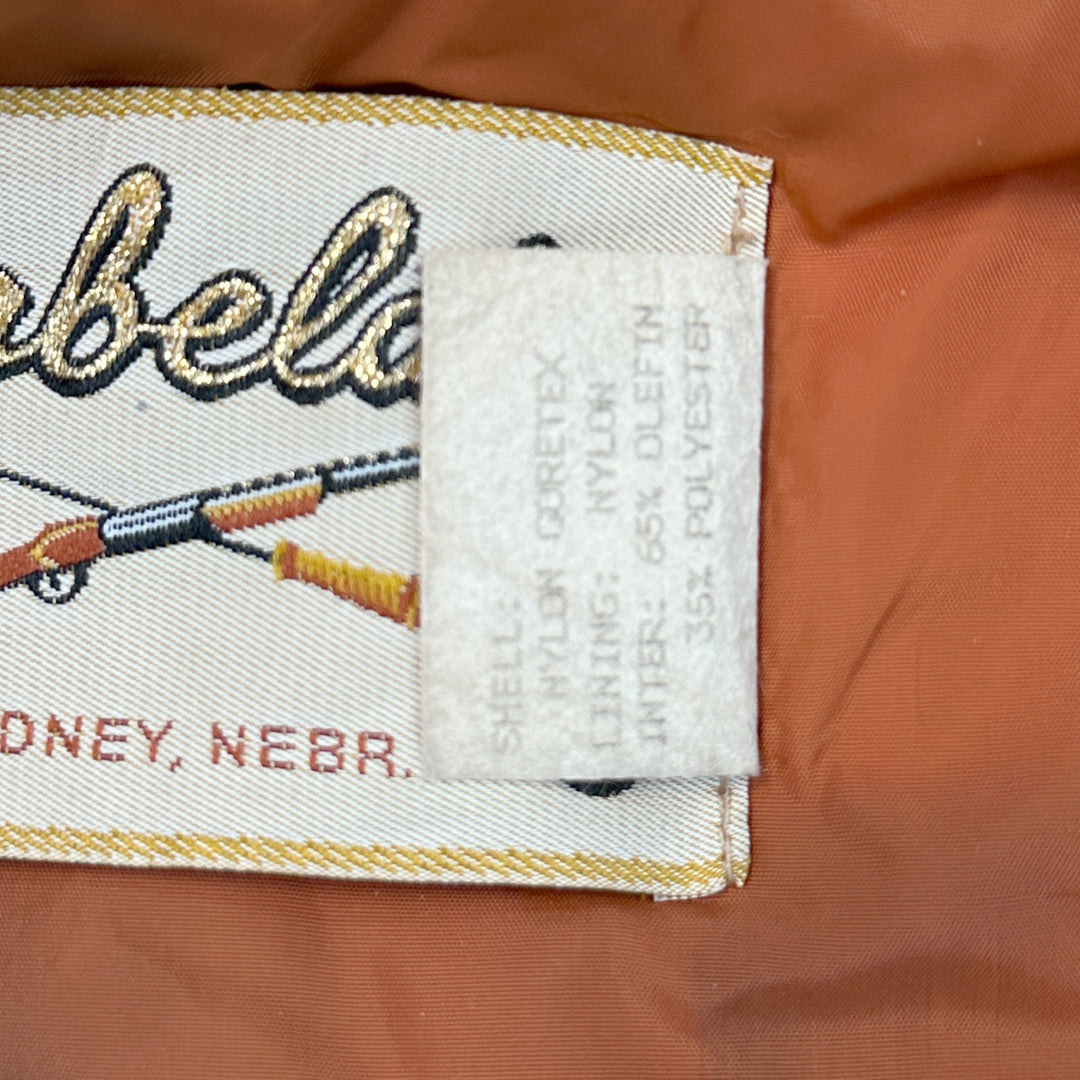 abela
DNEY, NEBR.
SHELL:
NYLON GORETEX
LINING: NYLON
INTER: 65% OLEFIN
35% POLYESTER